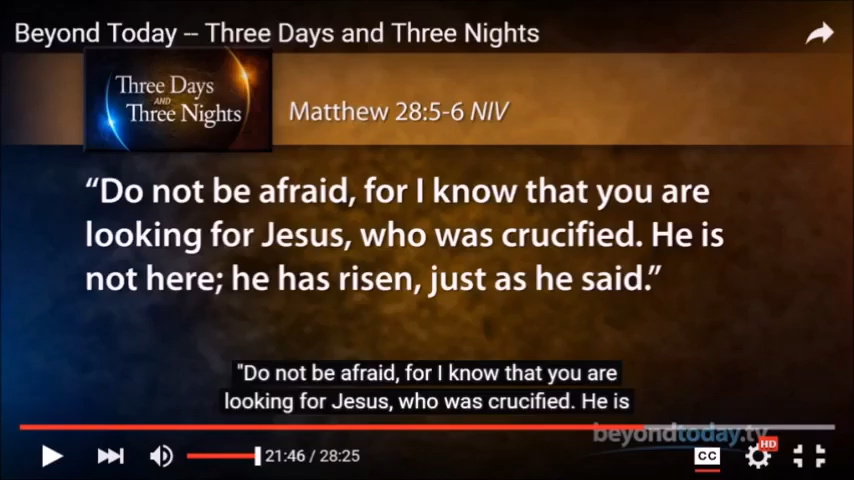 Beyond Today -- Three Days and Three Nights
Three Days
AND
Three Nights
Matthew 28:5-6 NIV
“Do not be afraid, for I know that you are
looking for Jesus, who was crucified. He is
not here; he has risen, just as he said.”
"Do not be afraid, for I know that you are
looking for Jesus, who was crucified. He is
beyondtoday.tv
21:46 / 28:25
CC
HD